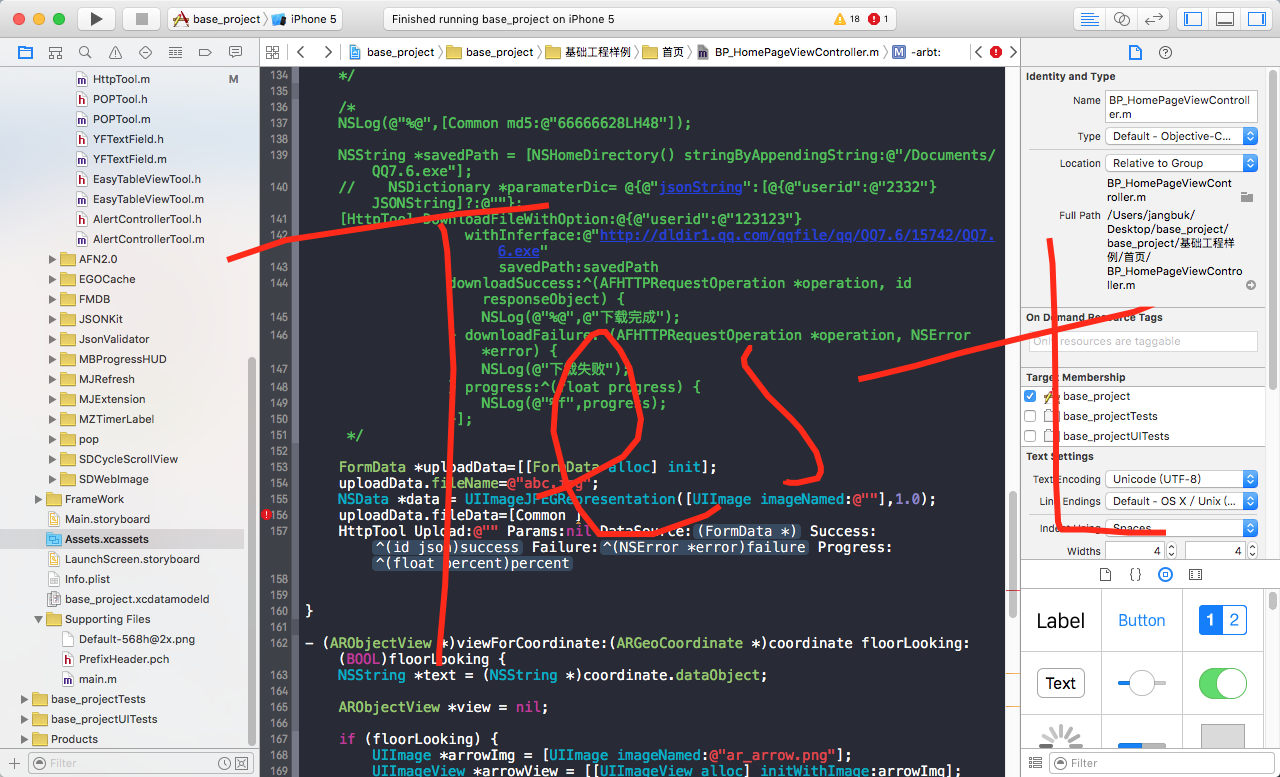 base_project
iPhone 5
Finished running base_project on iPhone 5
18
1
base_project
base_project
基础工程样例
首页
BP_HomePageViewController.m
M
-arbt:
HttpTool.m
M
POPTool.h
POPTool.m
YFTextField.h
YFTextField.m
EasyTableViewTool.h
EasyTableViewTool.m
AlertControllerTool.h
AlertControllerTool.m
AFN2.0
EGOCache
FMDB
JSONKit
JsonValidator
MBProgressHUD
MJRefresh
MJExtension
MZTimerLabel
pop
SDCycleScrollView
SDWebImage
FrameWork
Main.storyboard
Assets.xcassets
LaunchScreen.storyboard
Info.plist
base_project.xcdatamodeld
Supporting Files
Default-568h@2x.png
PrefixHeader.pch
main.m
base_projectTests
base_projectUITests
Products
Filter
134 */
135
136 /*
137 NSLog(@"%@",[Common md5:@"66666628LH48"]);
138
139 NSString *savedPath = [NSHomeDirectory() stringByAppendingString:@"/Documents/
QQ7.6.exe"];
140 // NSDictionary *paramaterDic= @{@"jsonString":[@{@"userid":@"2332"}
JSONString]?:@""};
141 [HttpTool DownloadFileWithOption:@{@"userid":@"123123"}
142 withInferface:@"http://dldir1.qq.com/qqfile/qq/QQ7.6/15742/QQ7.
6.exe"
143 savedPath:savedPath
144 downloadSuccess:^(AFHTTPRequestOperation *operation, id
responseObject) {
145 NSLog(@"%@",@"下载完成");
146 downloadFailure:^(AFHTTPRequestOperation *operation, NSError
*error) {
147 NSLog(@"下载失败");
148 progress:^(float progress) {
149 NSLog(@"%f",progress);
150 }];
151 */
152
153 FormData *uploadData=[[FormData alloc] init];
154 uploadData.fileName=@"abc.jpg";
155 NSData *data = UIImageJPEGRepresentation([UIImage imageNamed:@""],1.0);
156 uploadData.fileData=[Common ]
157 HttpTool Upload:@"" Params:nil DataSource:(FormData *) Success:
^(id json)success Failure:^(NSError *error)failure Progress:
^(float percent)percent
158
159
160 }
161
162 - (ARObjectView *)viewForCoordinate:(ARGeoCoordinate *)coordinate floorLooking:
(BOOL)floorLooking {
163 NSString *text = (NSString *)coordinate.dataObject;
164
165 ARObjectView *view = nil;
166
167 if (floorLooking) {
168 UIImage *arrowImg = [UIImage imageNamed:@"ar_arrow.png"];
169 UIImageView *arrowView = [[UIImageView alloc] initWithImage:arrowImg];
Identity and Type
Name
BP_HomePageViewControll
er.m
Type
Default - Objective-C...
Location
Relative to Group
BP_HomePageViewCont
roller.m
Full Path
/Users/jangbuk/
Desktop/base_project/
base_project/基础工程样
例/首页/
BP_HomePageViewContro
ller.m
On Demand Resource Tags
Only resources are taggable
Target Membership
base_project
base_projectTests
base_projectUITests
Text Settings
Text Encoding
Unicode (UTF-8)
Line Endings
Default - OS X / Unix (...
Indent Using
Spaces
Widths
4
4
Label
Button
1 2
Text
Filter